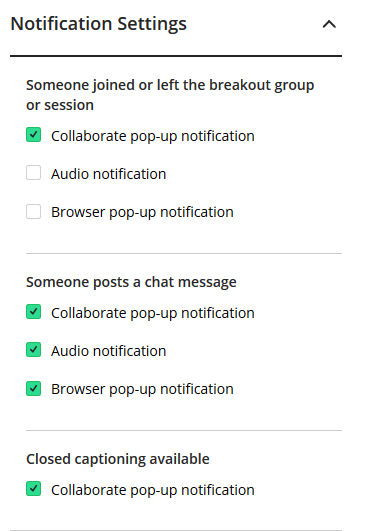 Notification Settings
Someone joined or left the breakout group
or session
Collaborate pop-up notification
Audio notification
Browser pop-up notification
Someone posts a chat message
Collaborate pop-up notification
Audio notification
Browser pop-up notification
Closed captioning available
Collaborate pop-up notification